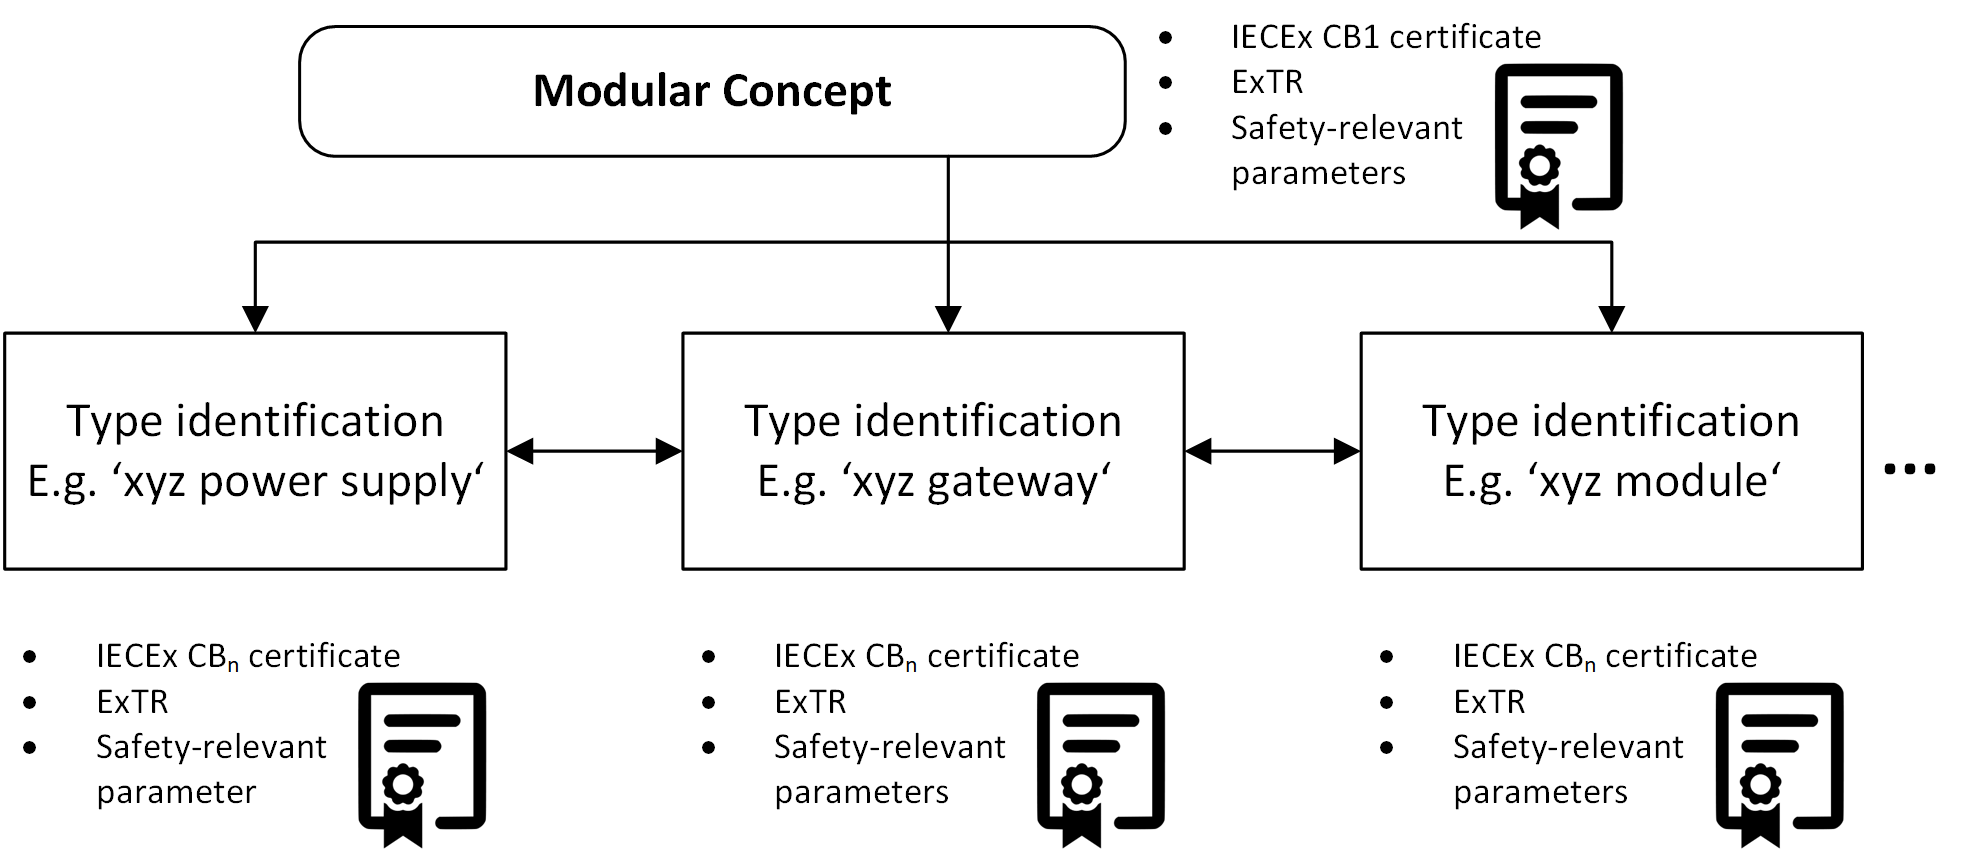 Modular Concept
• IECEx CB1 certificate
• ExTR
• Safety-relevant
parameters
Type identification
E.g. ‘xyz power supply‘
Type identification
E.g. ‘xyz gateway‘
Type identification
E.g. ‘xyz module‘
...
• IECEx CBn certificate
• ExTR
• Safety-relevant
parameter
• IECEx CBn certificate
• ExTR
• Safety-relevant
parameters
• IECEx CBn certificate
• ExTR
• Safety-relevant
parameters